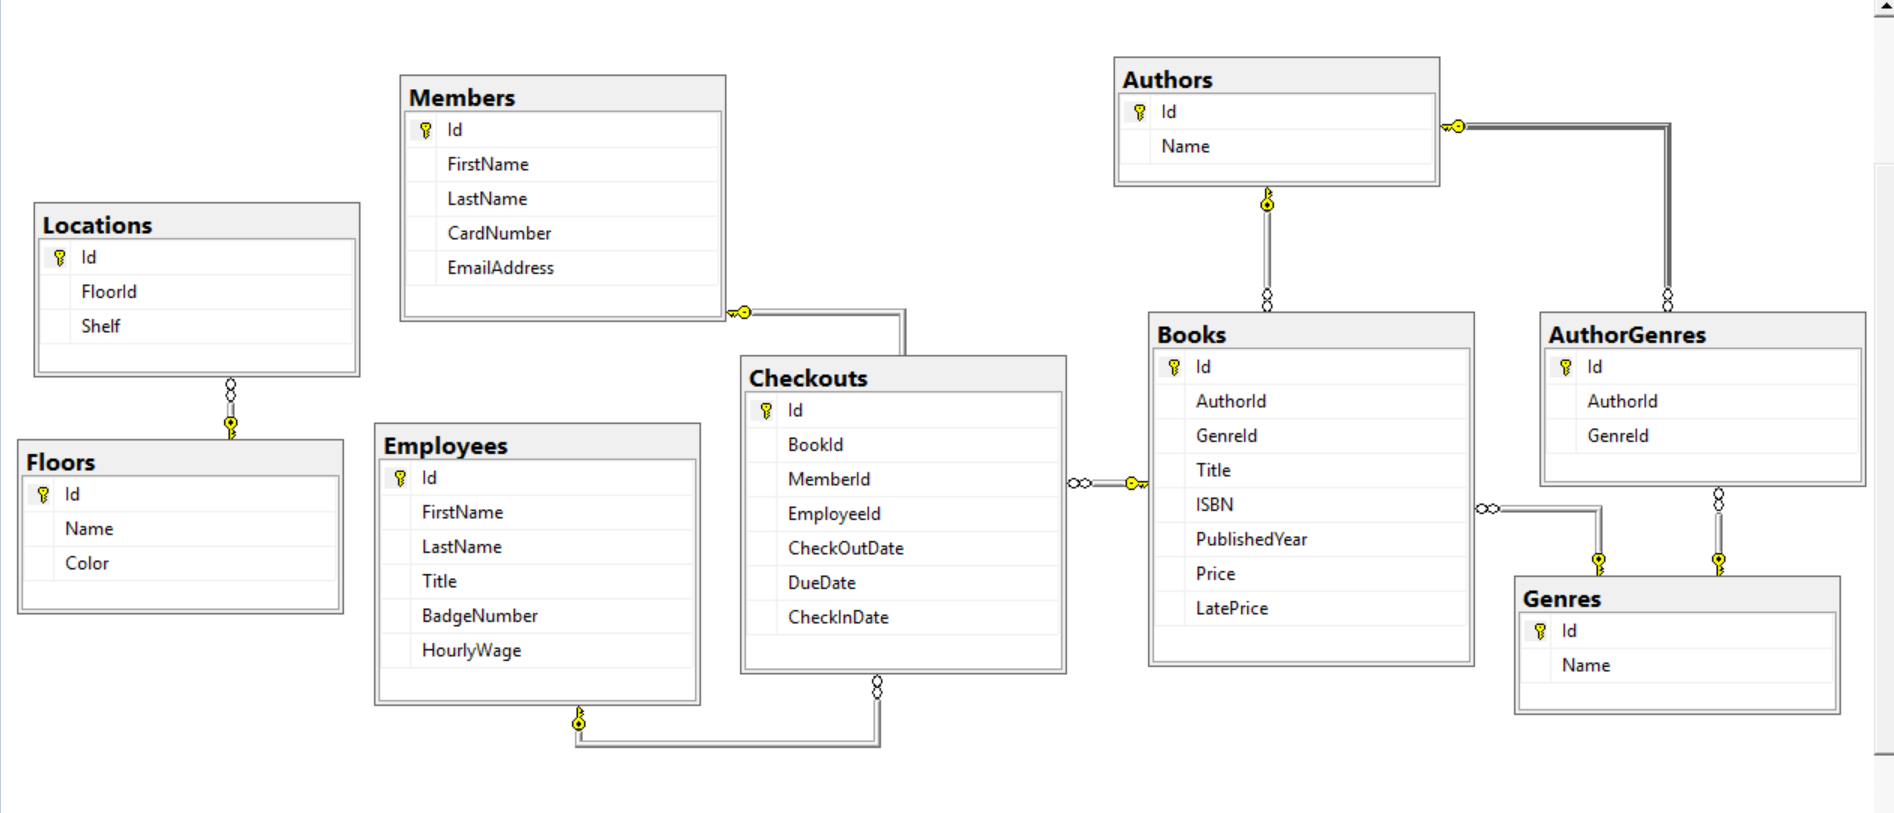 Locations
Id
FloorId
Shelf
Floors
Id
Name
Color
Members
Id
FirstName
LastName
CardNumber
EmailAddress
Employees
Id
FirstName
LastName
Title
BadgeNumber
HourlyWage
Checkouts
Id
BookId
MemberId
EmployeeId
CheckOutDate
DueDate
CheckInDate
Authors
Id
Name
Books
Id
AuthorId
GenreId
Title
ISBN
PublishedYear
Price
LatePrice
AuthorGenres
Id
AuthorId
GenreId
Genres
Id
Name